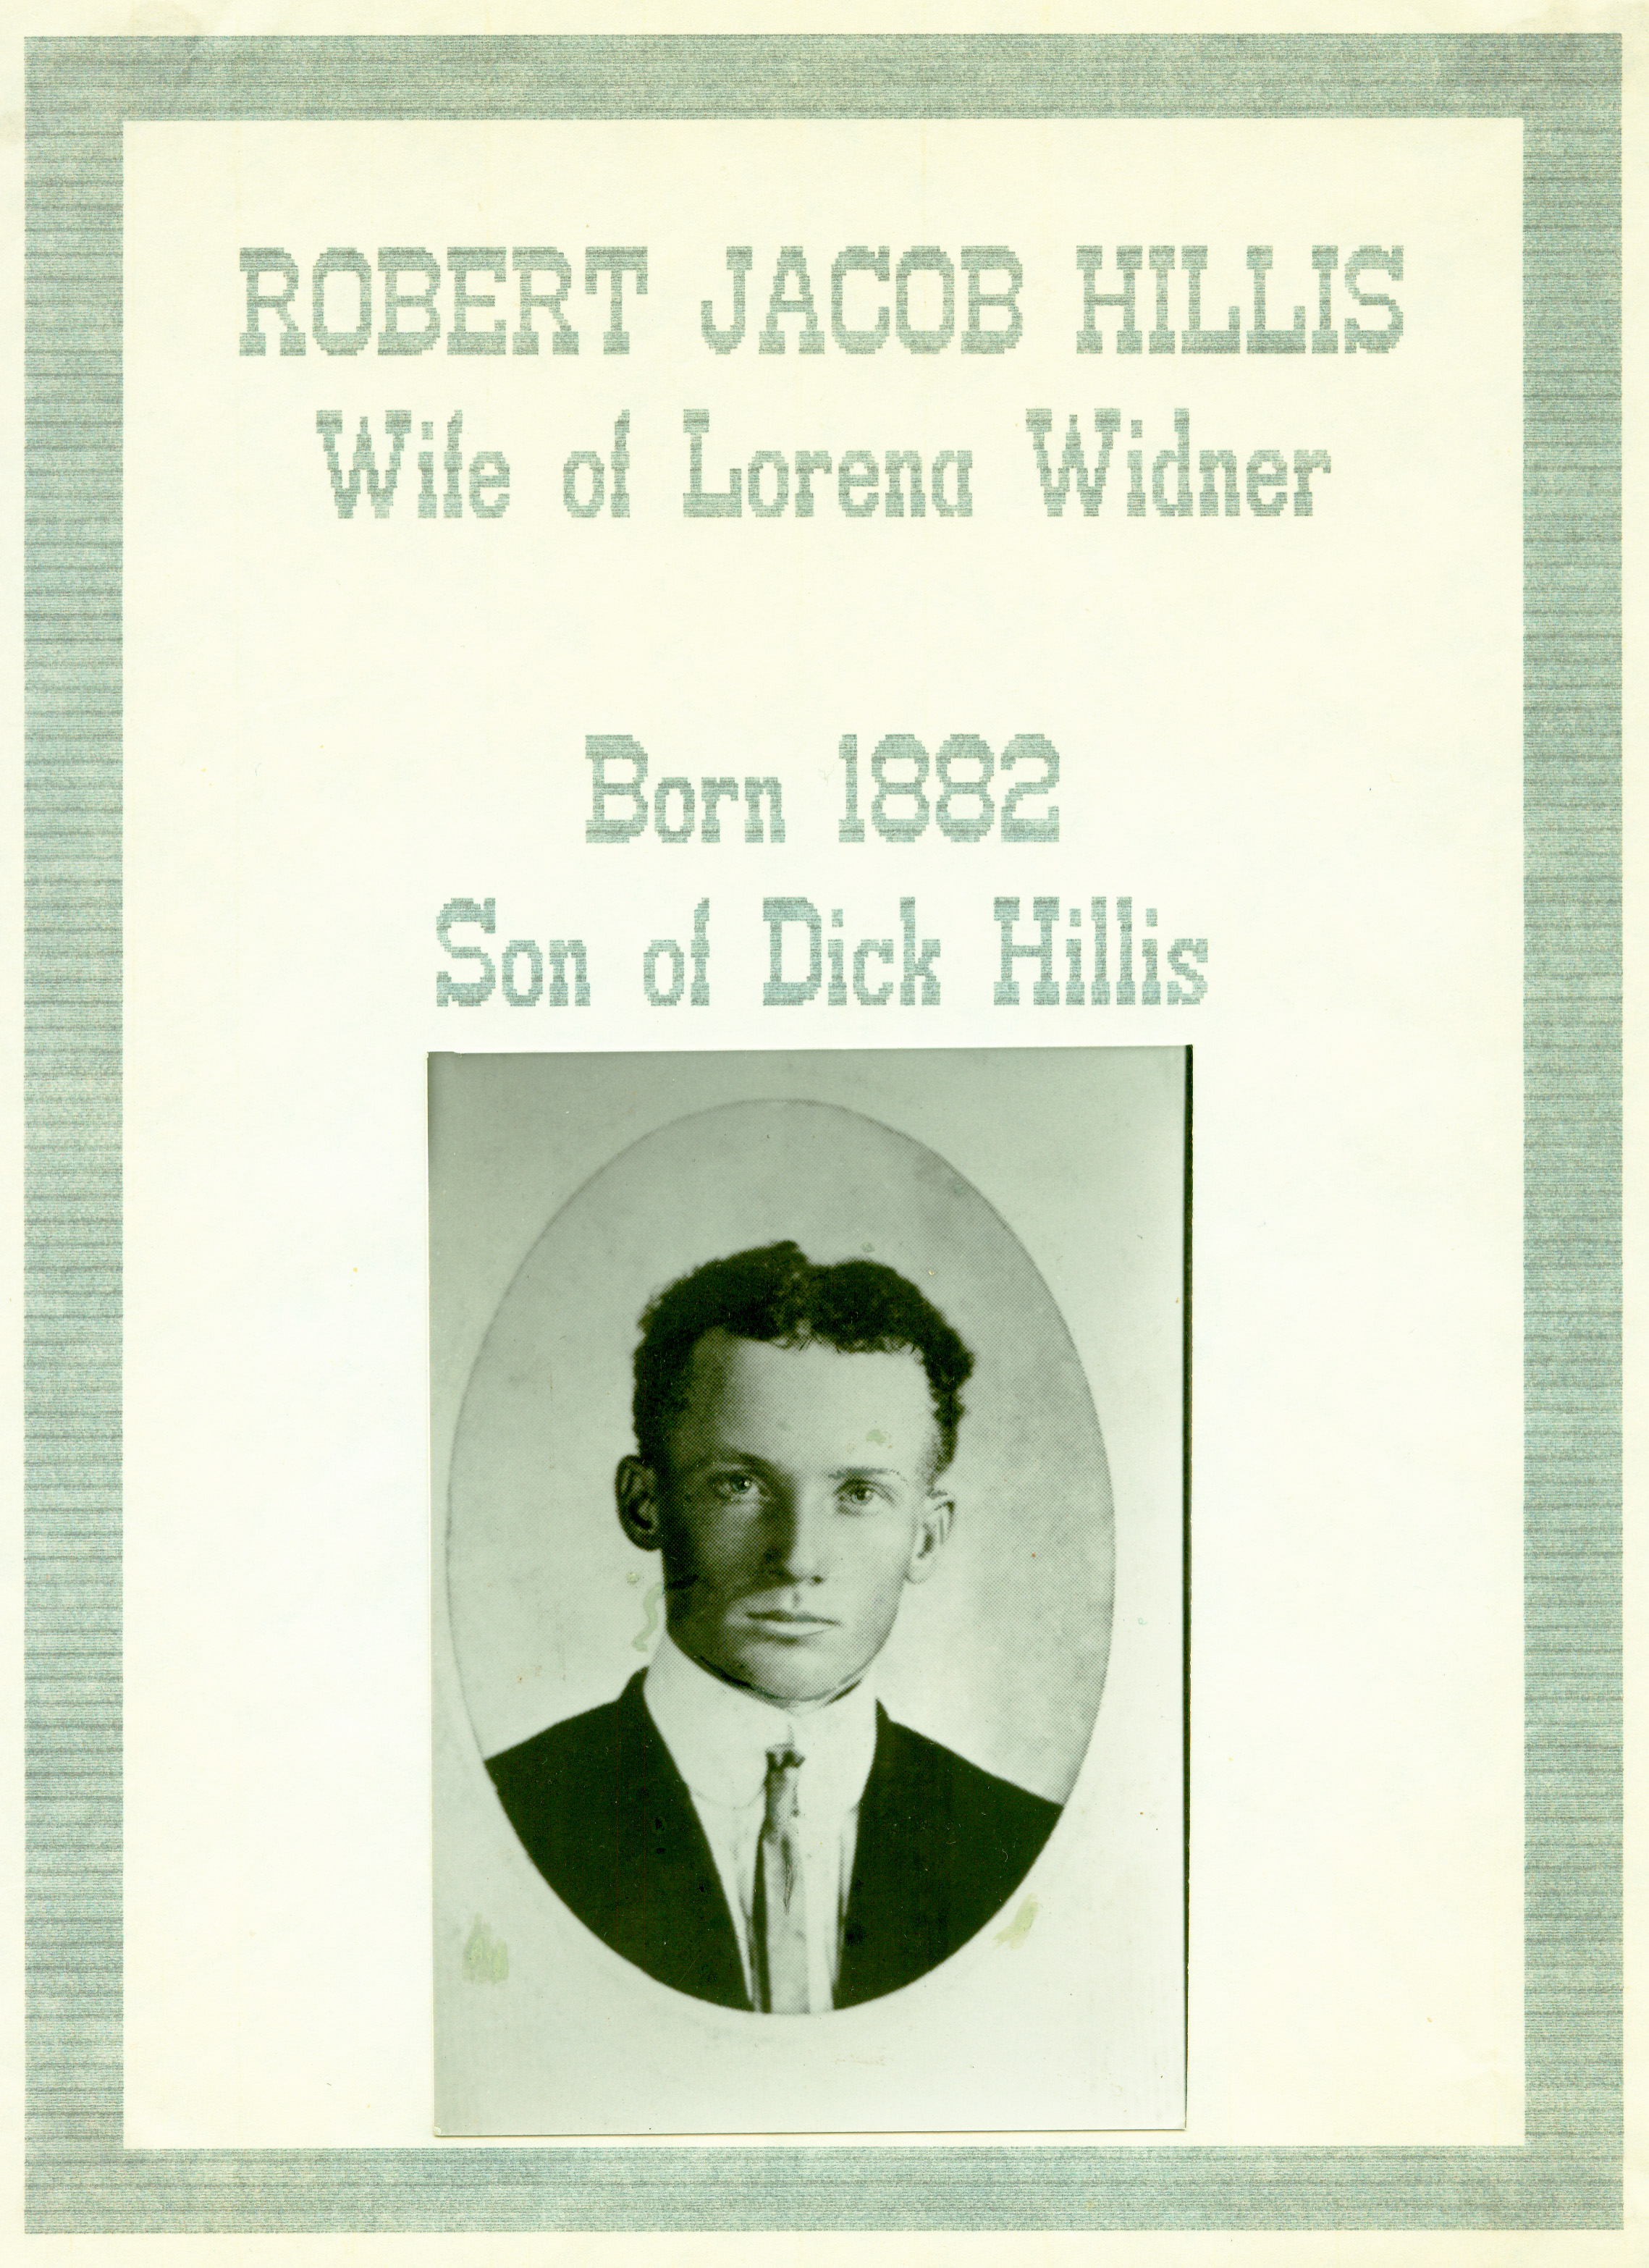 ROBERT JACOB HILLIS
Wife of Lorena Widner
Born 1882
Son of Dick Hillis